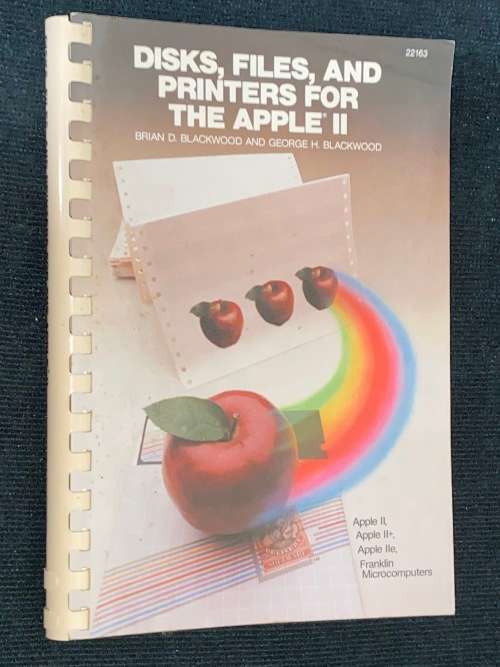 22163
DISKS, FILES, AND
PRINTERS FOR
THE APPLE® II
BRIAN D. BLACKWOOD AND GEORGE H. BLACKWOOD
Apple II,
Apple II+,
Apple IIe,
Franklin
Microcomputers